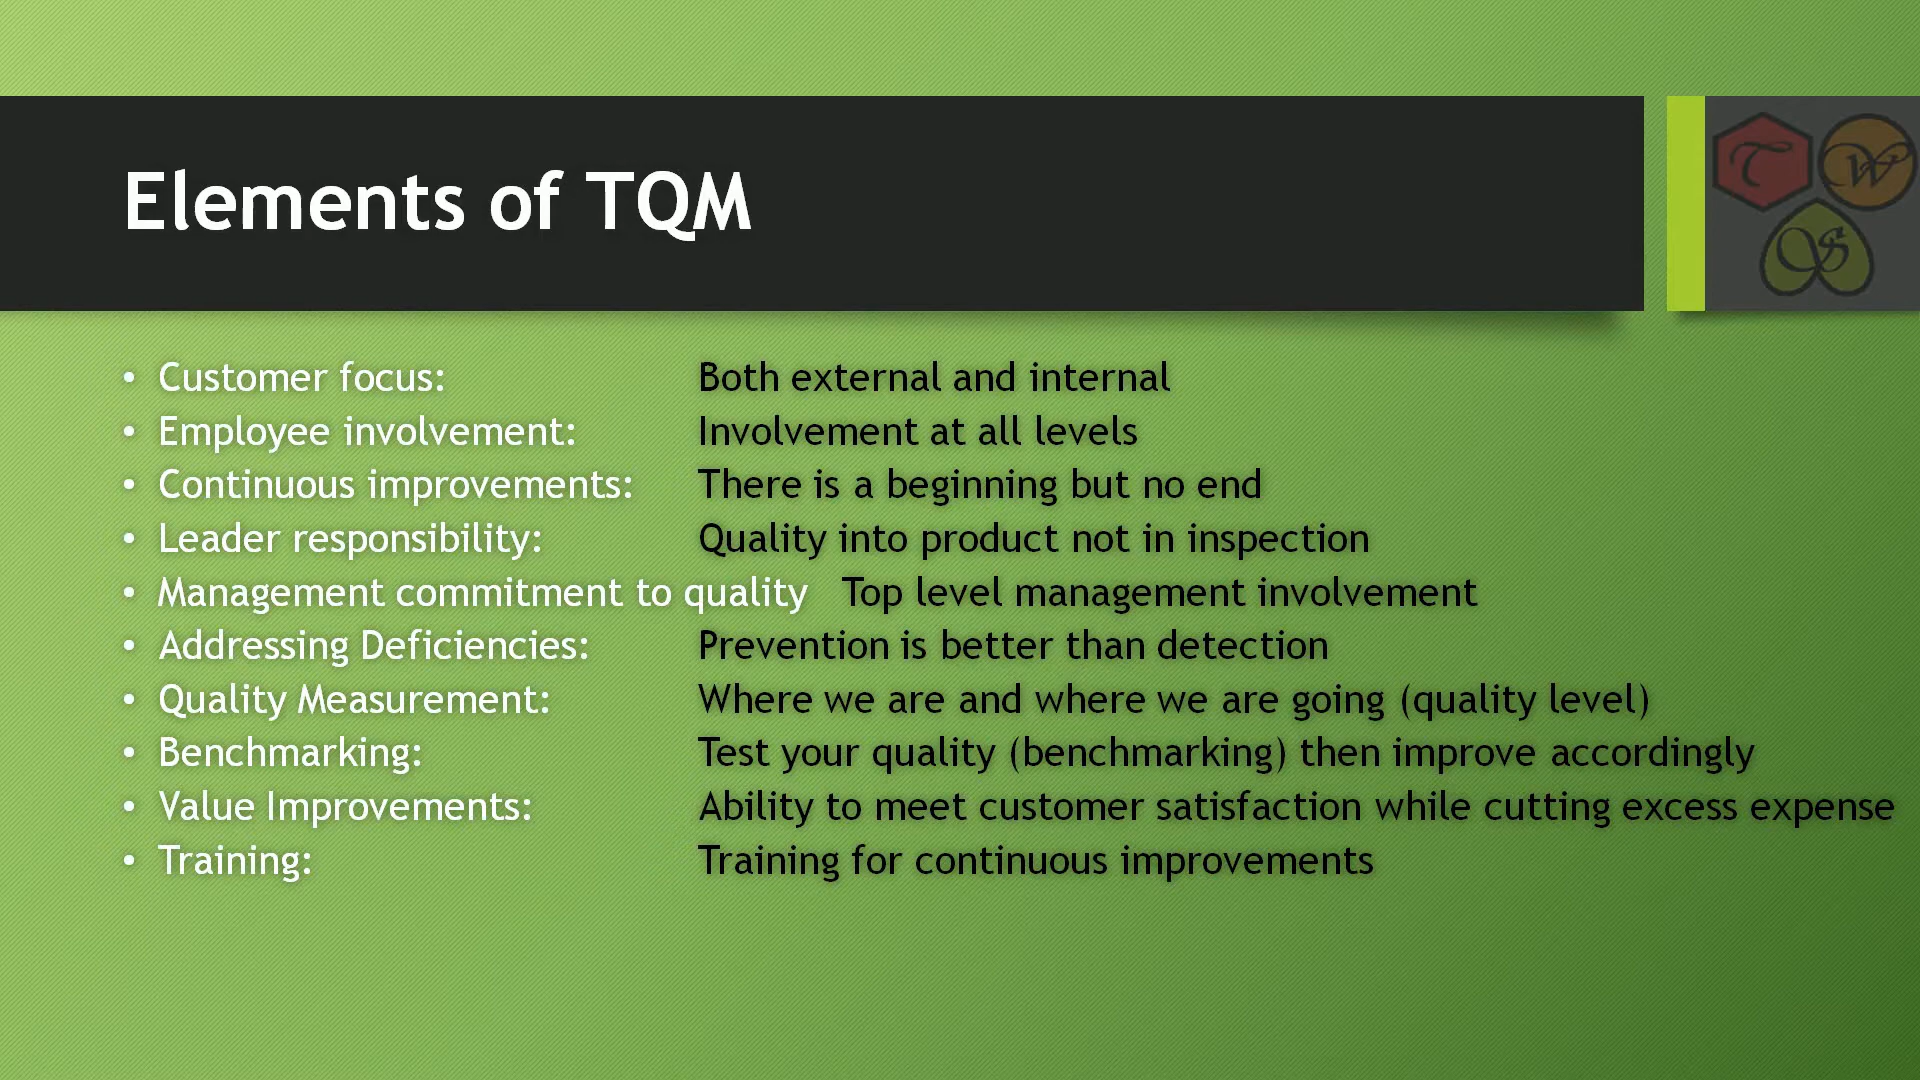 Elements of TQM
T W
S
• Customer focus: Both external and internal
• Employee involvement: Involvement at all levels
• Continuous improvements: There is a beginning but no end
• Leader responsibility: Quality into product not in inspection
• Management commitment to quality Top level management involvement
• Addressing Deficiencies: Prevention is better than detection
• Quality Measurement: Where we are and where we are going (quality level)
• Benchmarking: Test your quality (benchmarking) then improve accordingly
• Value Improvements: Ability to meet customer satisfaction while cutting excess expense
• Training: Training for continuous improvements